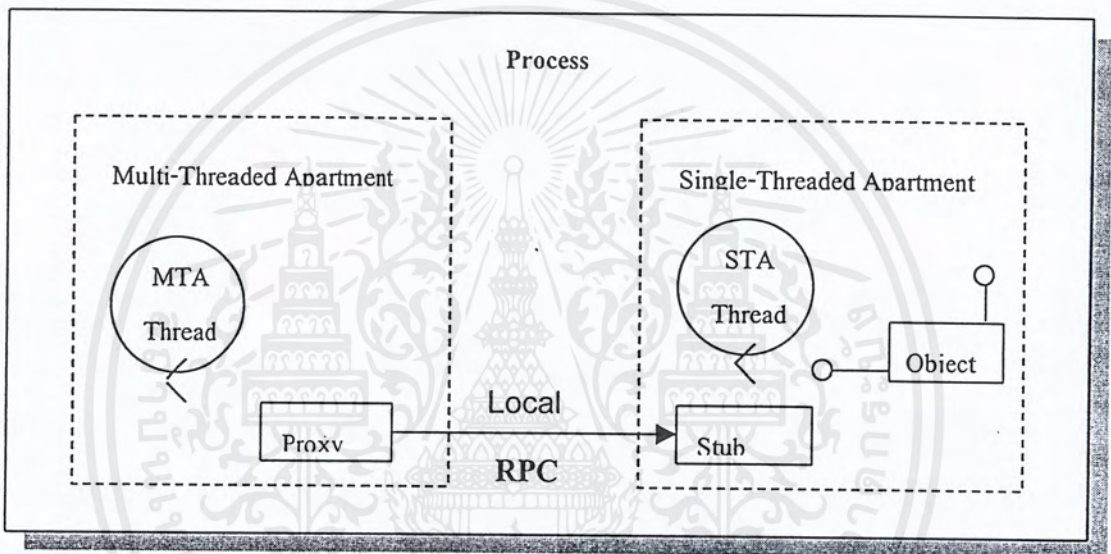 Process
Multi-Threaded Apartment
Single-Threaded Apartment
MTA
Thread
STA
Thread
Object
Proxy
Local
RPC
Stub